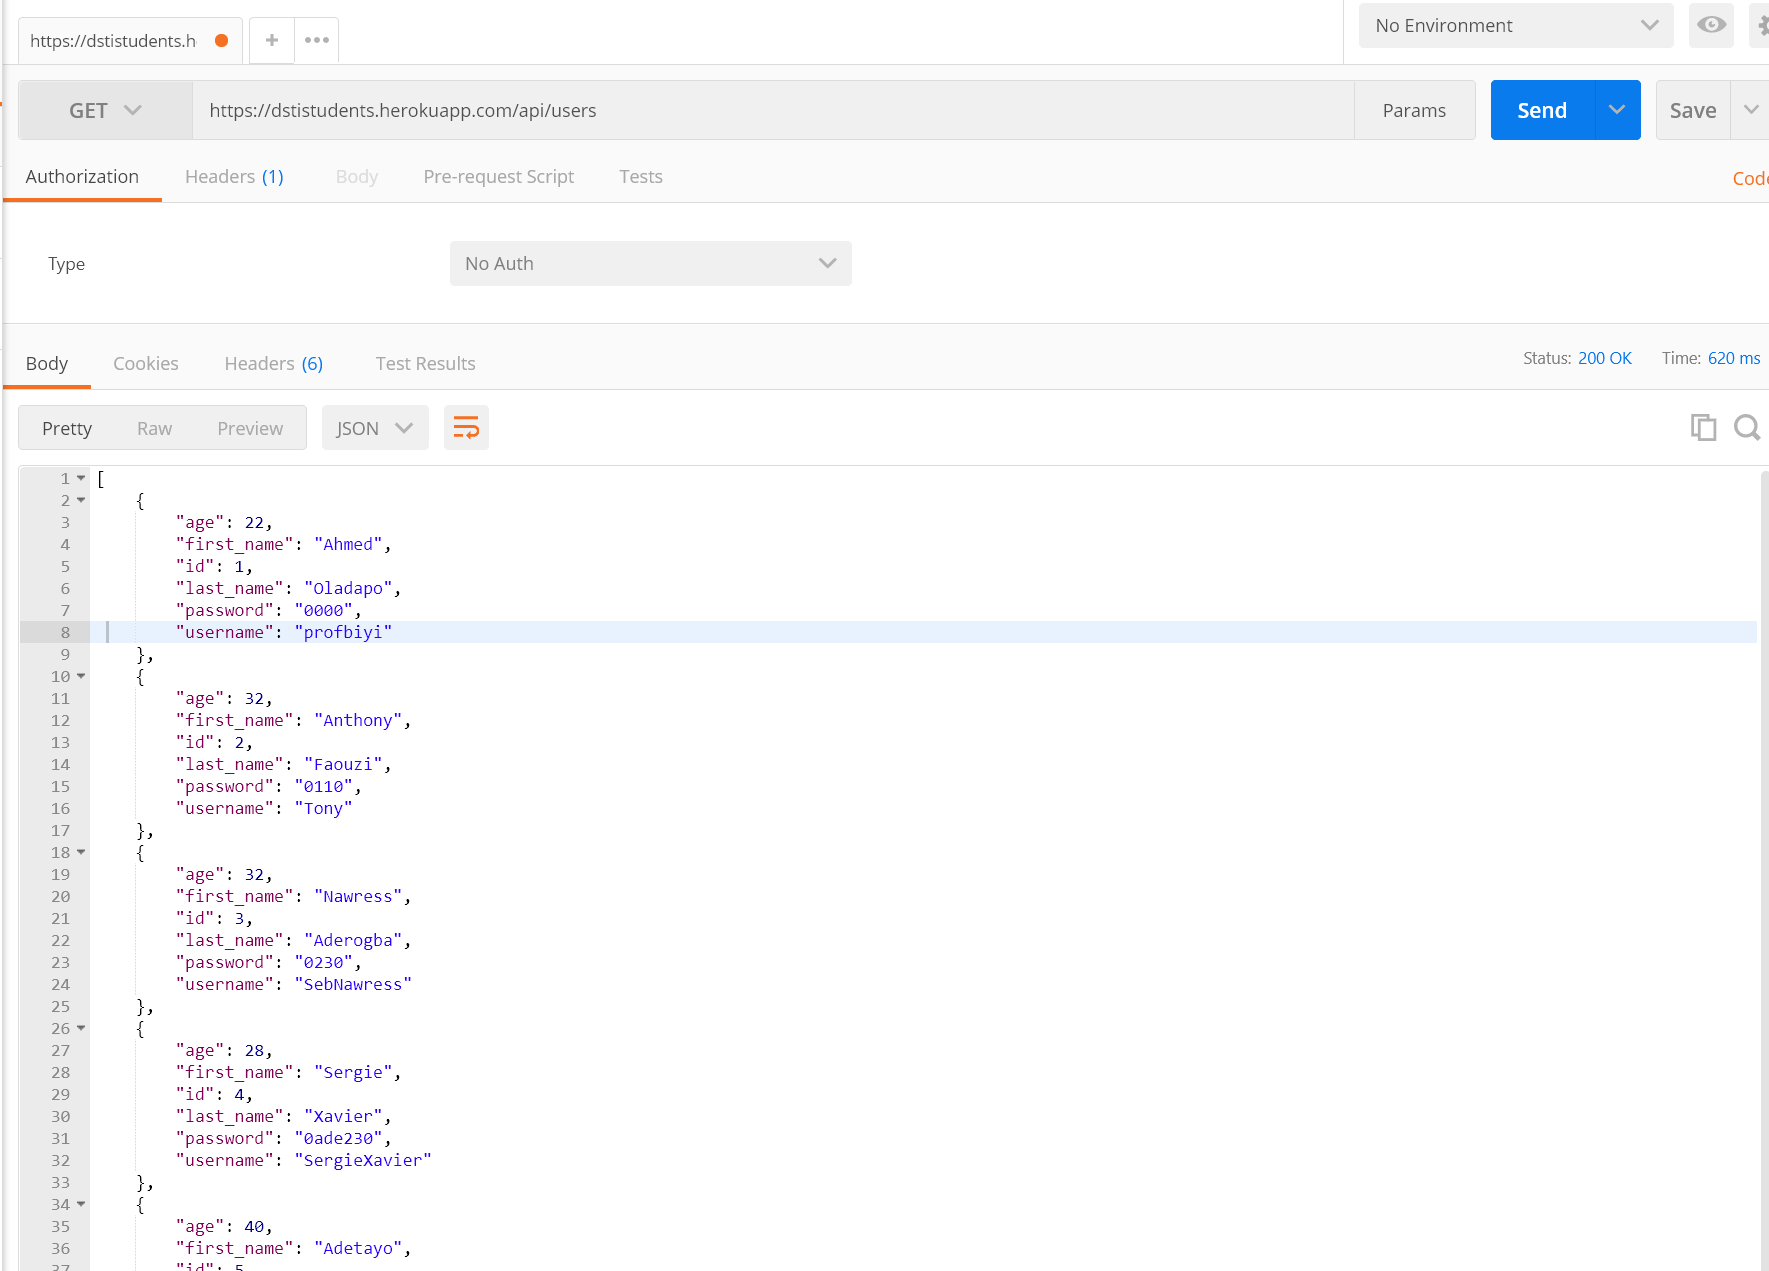 https://dstistudents.h + •••
No Environment
GET https://dstistudents.herokuapp.com/api/users Params Send Save
Authorization Headers (1) Body Pre-request Script Tests Code
Type No Auth
Body Cookies Headers (6) Test Results Status: 200 OK Time: 620 ms
Pretty Raw Preview JSON
1 [
2 {
3 "age": 22,
4 "first_name": "Ahmed",
5 "id": 1,
6 "last_name": "Oladapo",
7 "password": "0000",
8 "username": "profbiyi"
9 },
10 {
11 "age": 32,
12 "first_name": "Anthony",
13 "id": 2,
14 "last_name": "Faouzi",
15 "password": "0110",
16 "username": "Tony"
17 },
18 {
19 "age": 32,
20 "first_name": "Nawress",
21 "id": 3,
22 "last_name": "Aderogba",
23 "password": "0230",
24 "username": "SebNawress"
25 },
26 {
27 "age": 28,
28 "first_name": "Sergie",
29 "id": 4,
30 "last_name": "Xavier",
31 "password": "0ade230",
32 "username": "SergieXavier"
33 },
34 {
35 "age": 40,
36 "first_name": "Adetayo",
37 "id": 5